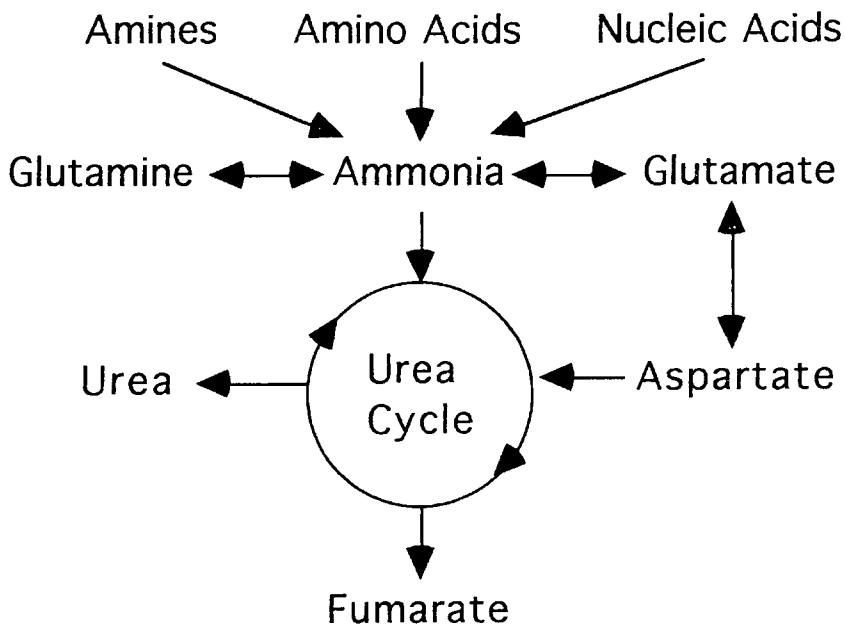 Amines Amino Acids Nucleic Acids
Glutamine Ammonia Glutamate
Urea Urea Cycle Aspartate
Fumarate